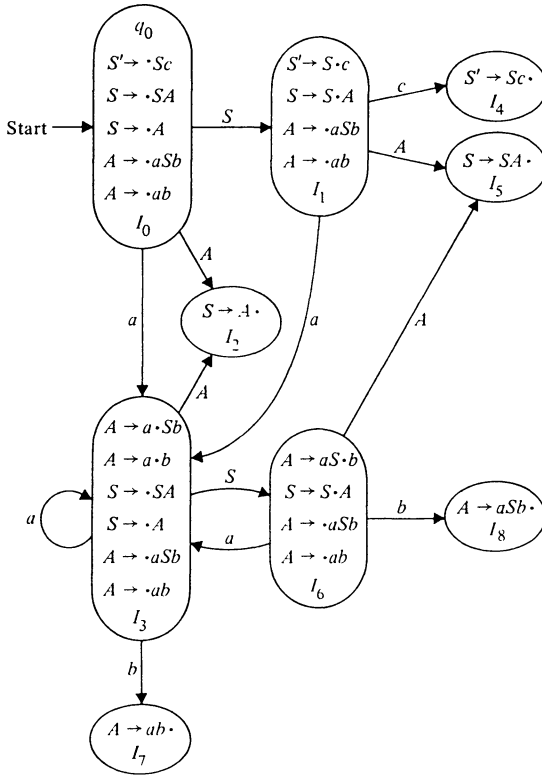 q₀
S′ → ·Sc
S → ·SA
S → ·A
A → ·aSb
A → ·ab
I₀
Start
S
S′ → S·c
S → S·A
A → ·aSb
A → ·ab
I₁
c
S′ → Sc·
I₄
A
S → SA·
I₅
A
a
S → A·
I₂
a
A
A
A → a·Sb
A → a·b
S → ·SA
S → ·A
A → ·aSb
A → ·ab
I₃
a
S
a
A → aS·b
S → S·A
A → ·aSb
A → ·ab
I₆
b
A → aSb·
I₈
b
A → ab·
I₇